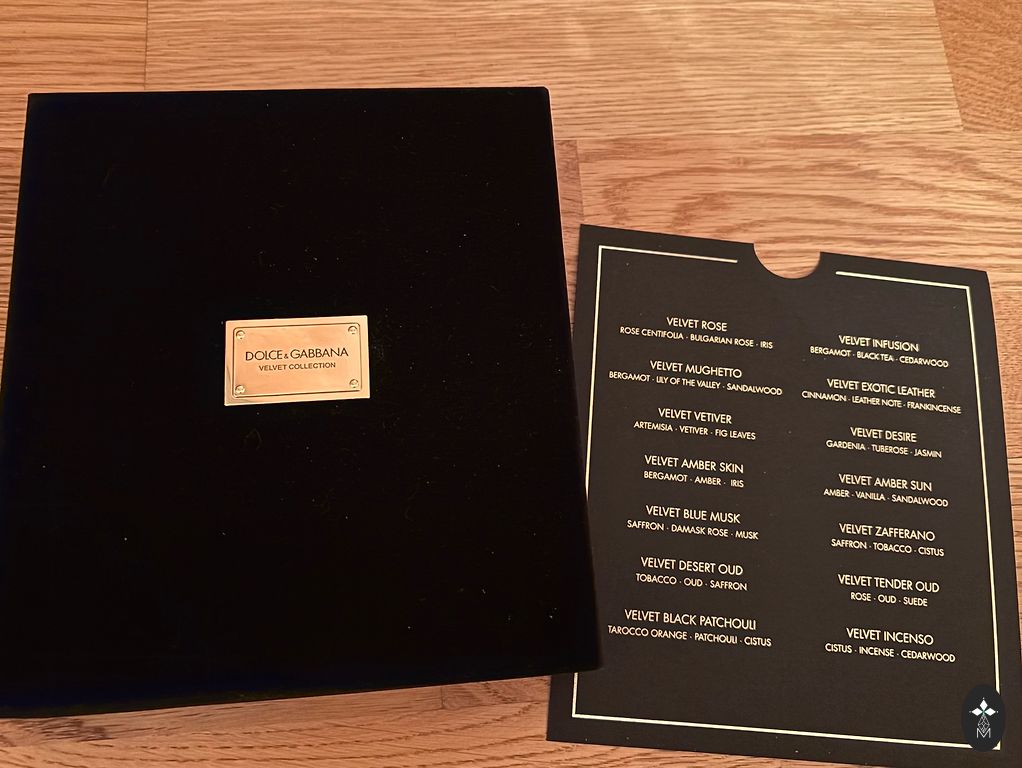 DOLCE & GABBANA
VELVET COLLECTION
VELVET ROSE
ROSE CENTIFOLIA · BULGARIAN ROSE · IRIS
VELVET MUGHETTO
BERGAMOT · LILY OF THE VALLEY · SANDALWOOD
VELVET VETIVER
ARTEMISIA · VETIVER · FIG LEAVES
VELVET AMBER SKIN
BERGAMOT · AMBER · IRIS
VELVET BLUE MUSK
SAFFRON · DAMASK ROSE · MUSK
VELVET DESERT OUD
TOBACCO · OUD · SAFFRON
VELVET BLACK PATCHOULI
TAROCCO ORANGE · PATCHOULI · CISTUS
VELVET INFUSION
BERGAMOT · BLACK TEA · CEDARWOOD
VELVET EXOTIC LEATHER
CINNAMON · LEATHER NOTE · FRANKINCENSE
VELVET DESIRE
GARDENIA · TUBEROSE · JASMIN
VELVET AMBER SUN
AMBER · VANILLA · SANDALWOOD
VELVET ZAFFERANO
SAFFRON · TOBACCO · CISTUS
VELVET TENDER OUD
ROSE · OUD · SUEDE
VELVET INCENSO
CISTUS · INCENSE · CEDARWOOD
M